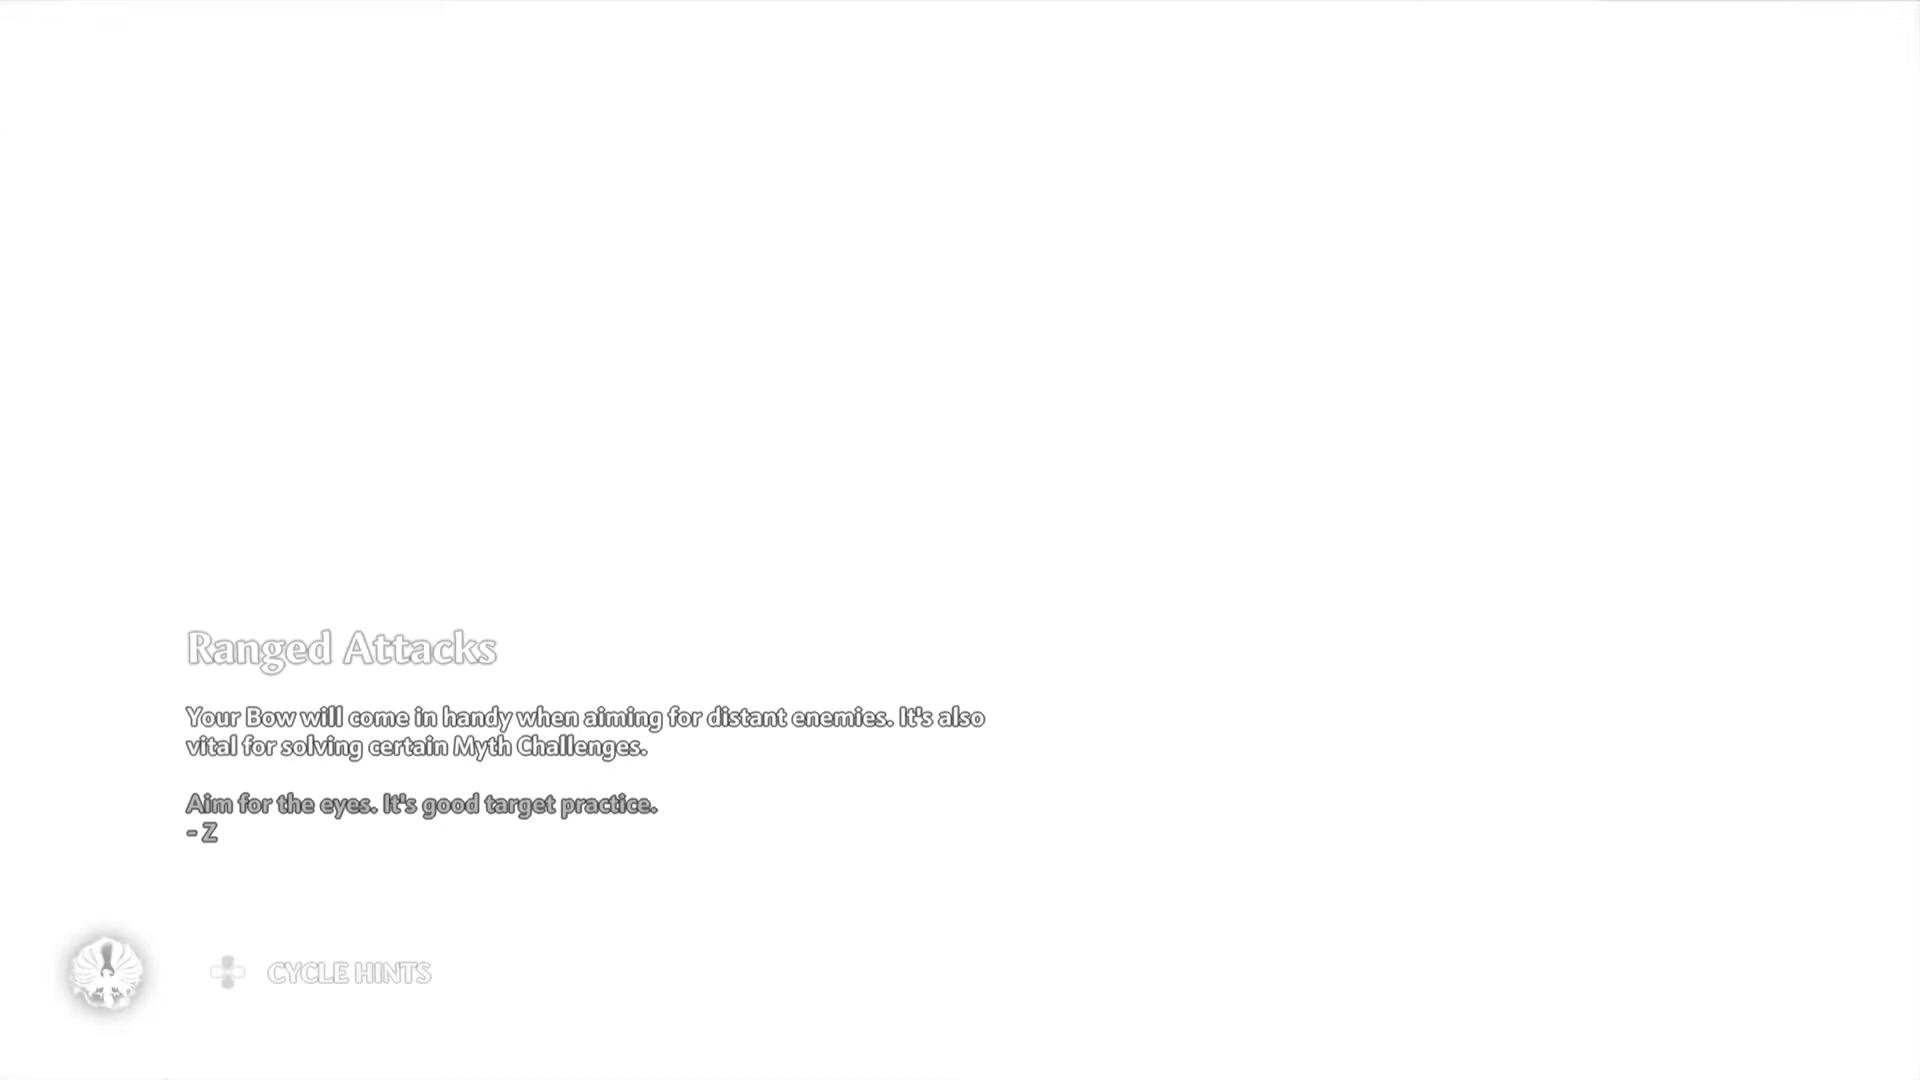 Ranged Attacks
Your Bow will come in handy when aiming for distant enemies. It's also
vital for solving certain Myth Challenges.
Aim for the eyes. It's good target practice.
- Z
CYCLE HINTS